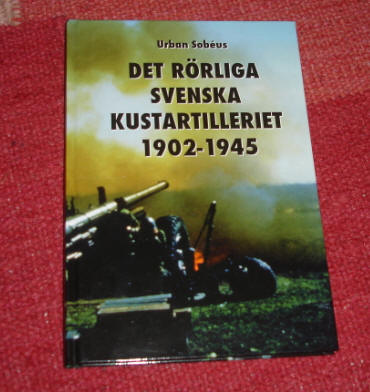 Urban Sobéus
DET RÖRLIGA
SVENSKA
KUSTARTILLERIET
1902-1945